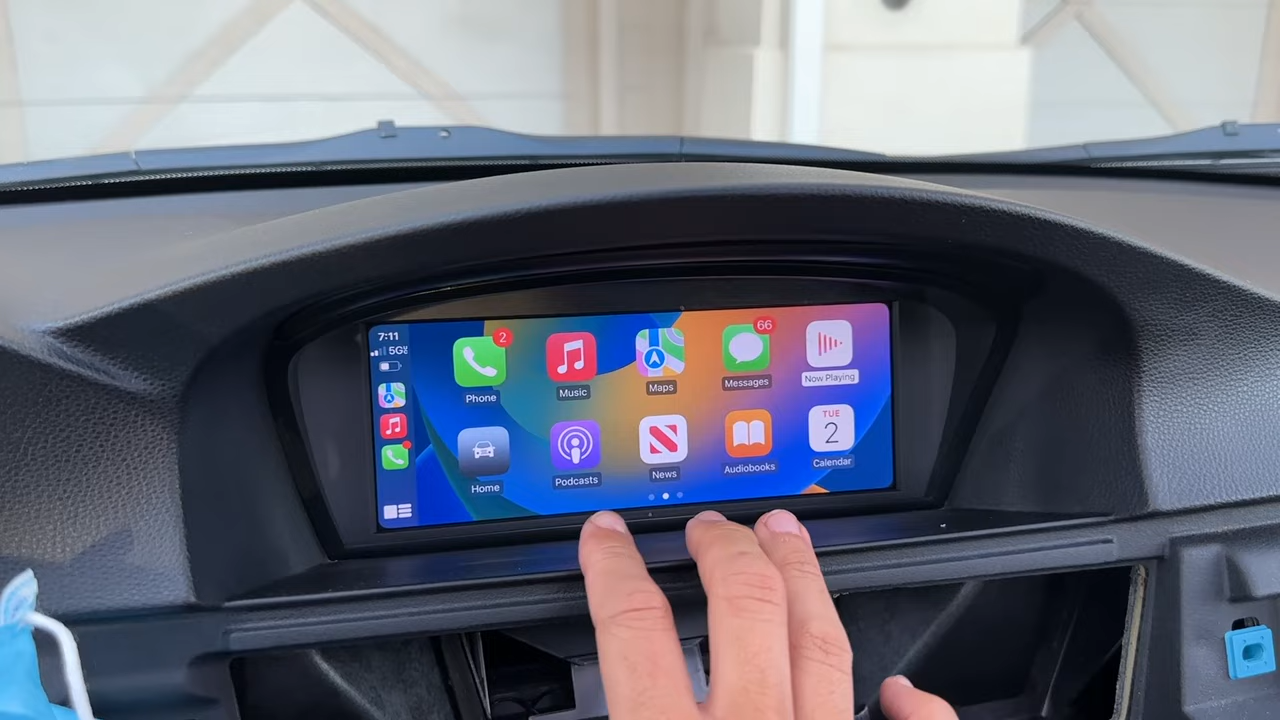 7:11
5G
2
66
Phone
Music
Maps
Messages
Now Playing
TUE
2
Home
Podcasts
News
Audiobooks
Calendar